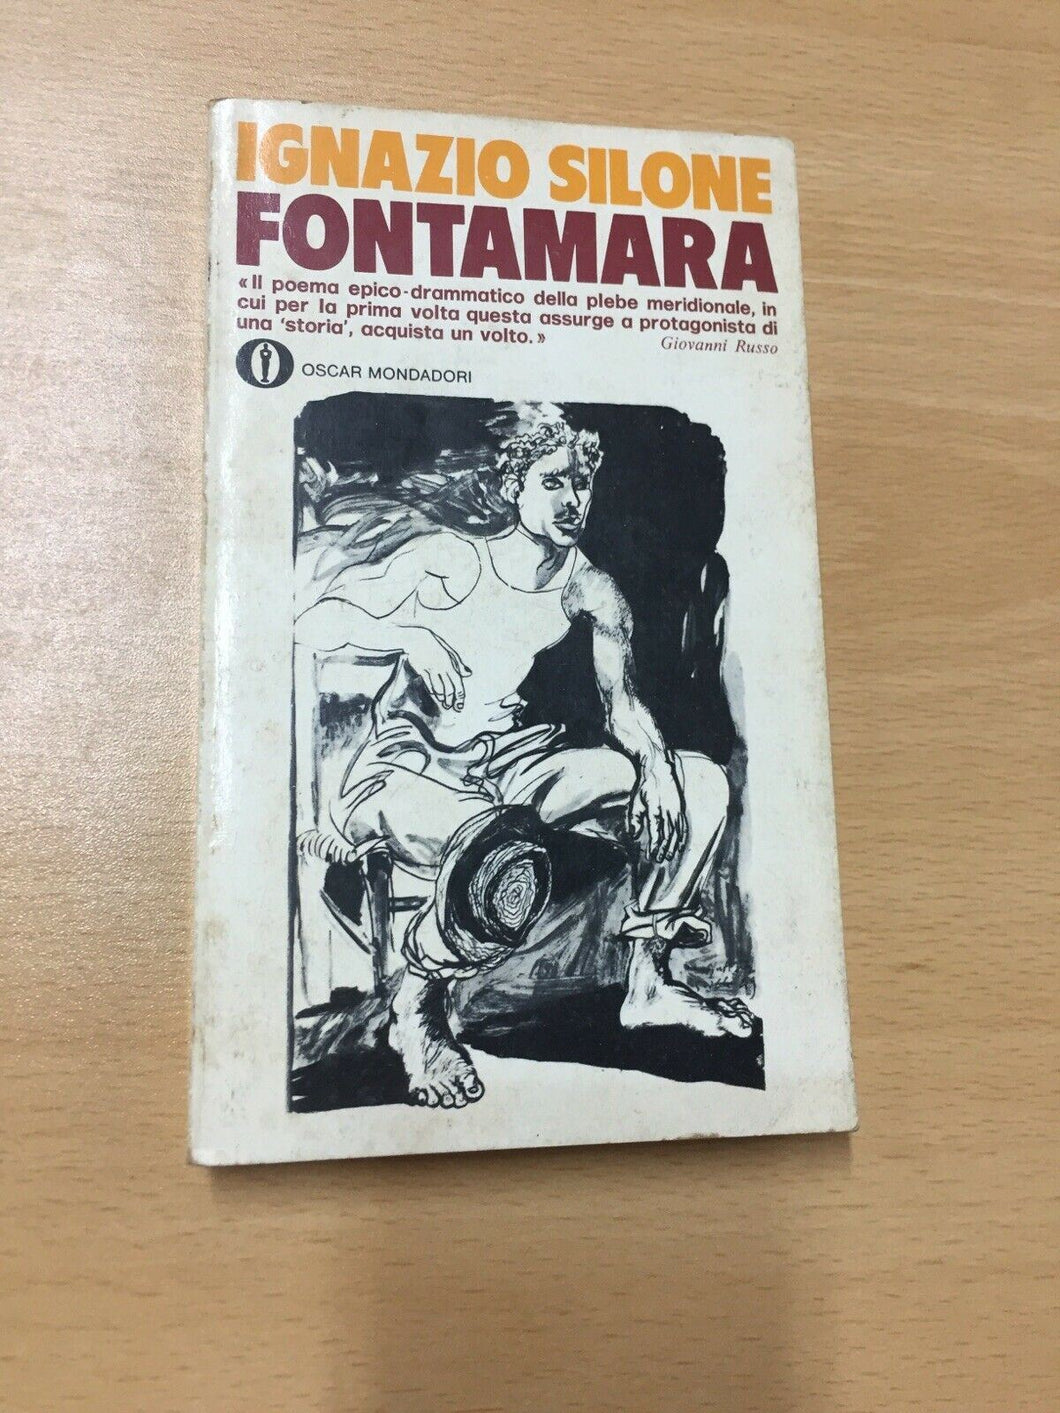 IGNAZIO SILONE
FONTAMARA
«Il poema epico-drammatico della plebe meridionale, in
cui per la prima volta questa assurge a protagonista di
una ‘storia’, acquista un volto.»
Giovanni Russo
OSCAR MONDADORI